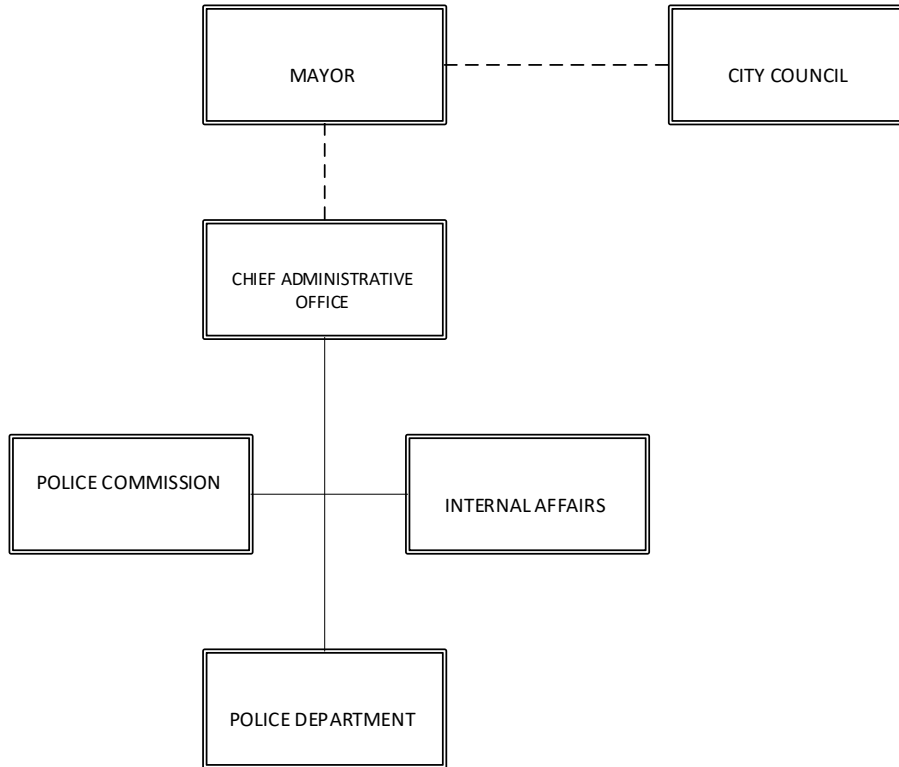 MAYOR
CITY COUNCIL
CHIEF ADMINISTRATIVE
OFFICE
POLICE COMMISSION
INTERNAL AFFAIRS
POLICE DEPARTMENT